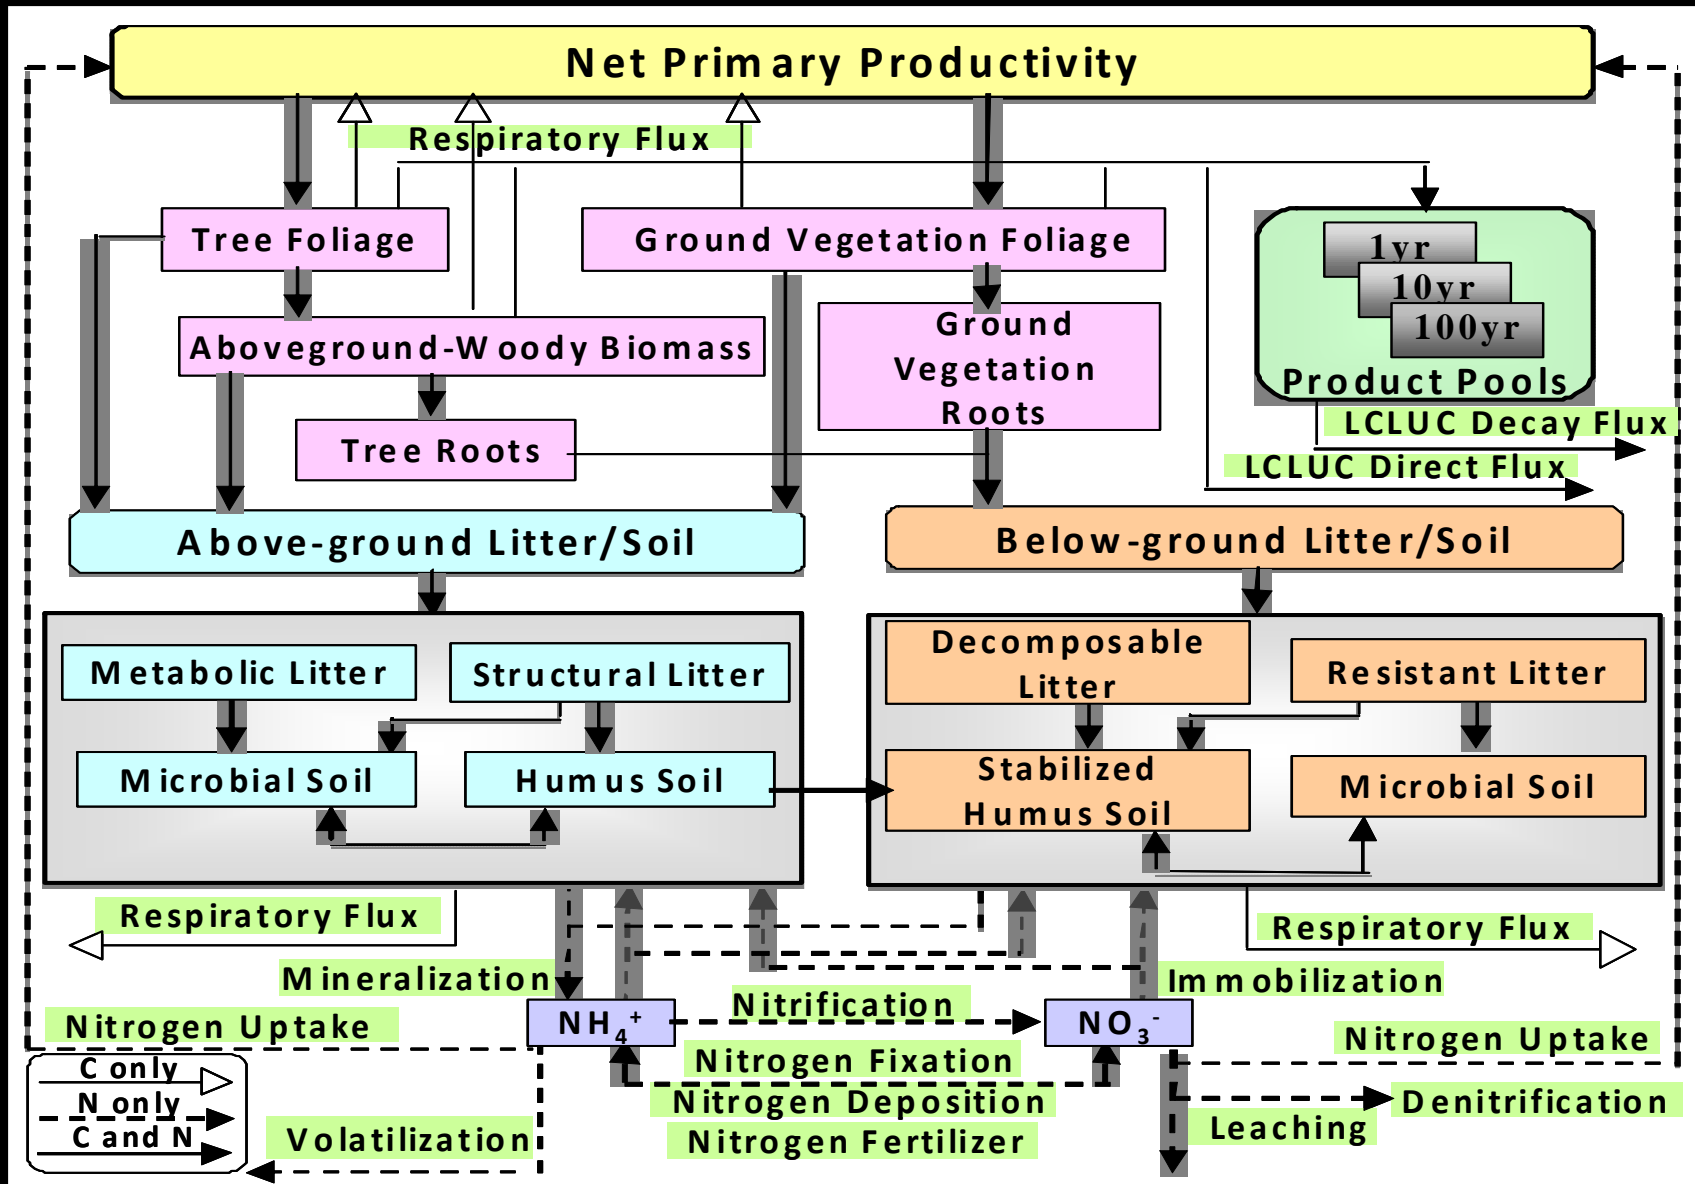 Net Primary Productivity
Respiratory Flux
Tree Foliage
Ground Vegetation Foliage
1yr
10yr
100yr
Product Pools
Aboveground-Woody Biomass
Ground
Vegetation
Roots
Tree Roots
LCLUC Decay Flux
LCLUC Direct Flux
Above-ground Litter/Soil
Below-ground Litter/Soil
Metabolic Litter
Structural Litter
Decomposable
Litter
Resistant Litter
Microbial Soil
Humus Soil
Stabilized
Humus Soil
Microbial Soil
Respiratory Flux
Respiratory Flux
Mineralization
Immobilization
NH4+
Nitrification
NO3-
Nitrogen Uptake
Nitrogen Uptake
Nitrogen Fixation
Nitrogen Deposition
Nitrogen Fertilizer
Denitrification
Leaching
Volatilization
C only
N only
C and N